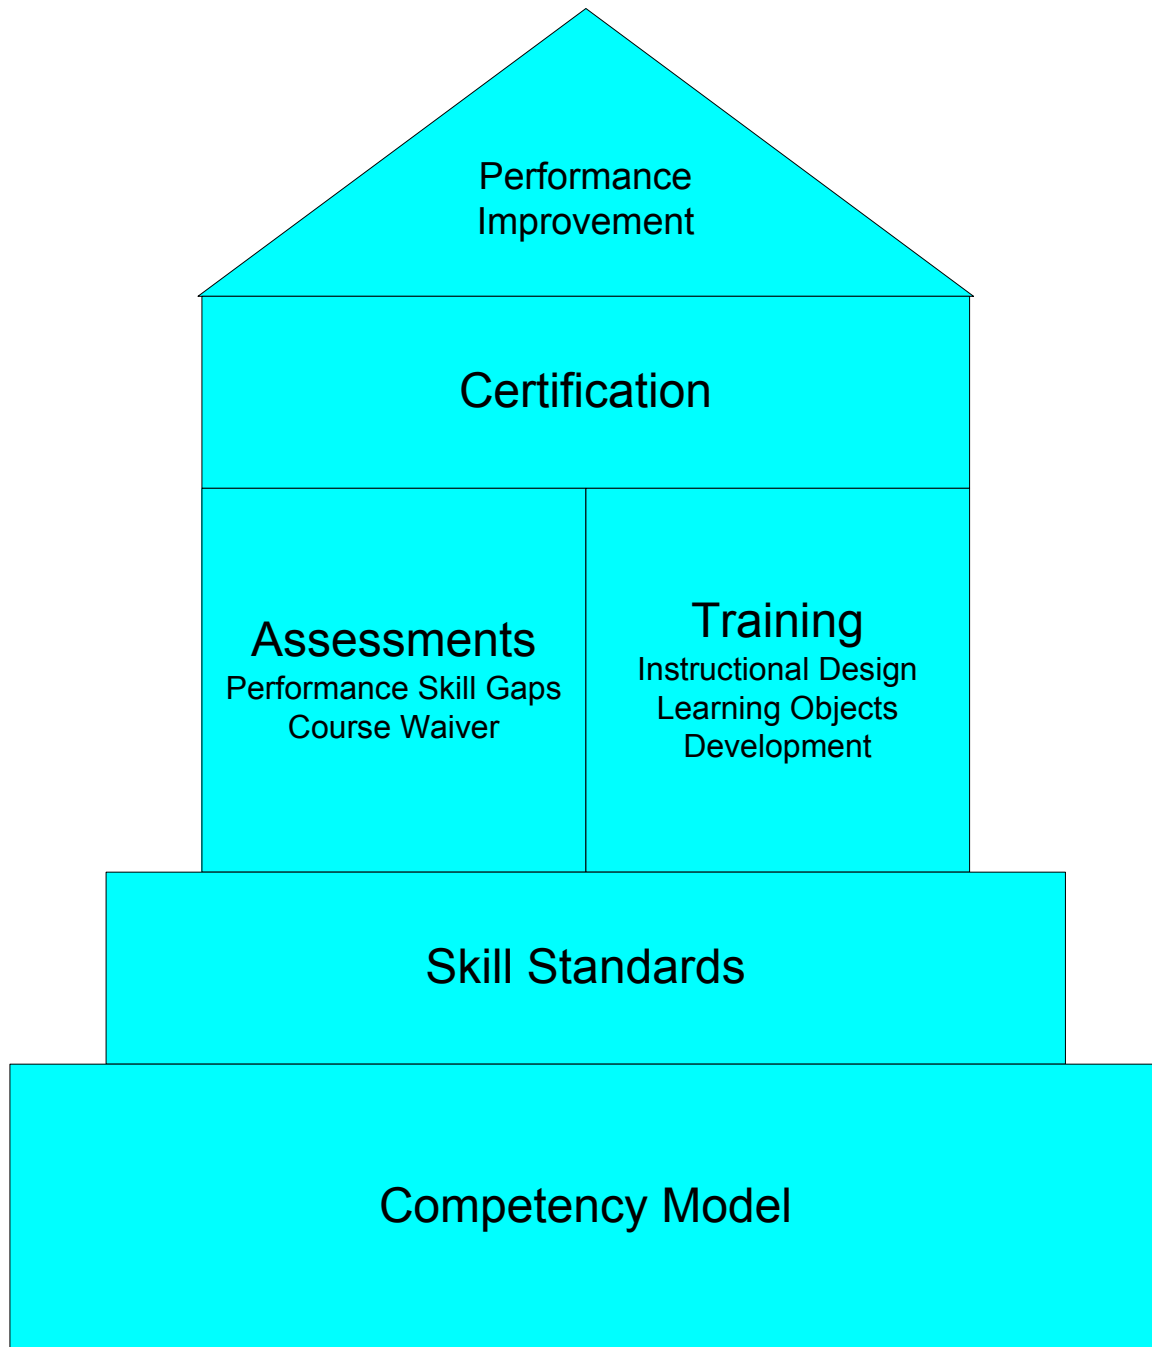 Performance
Improvement
Certification
Assessments
Performance Skill Gaps
Course Waiver
Training
Instructional Design
Learning Objects
Development
Skill Standards
Competency Model